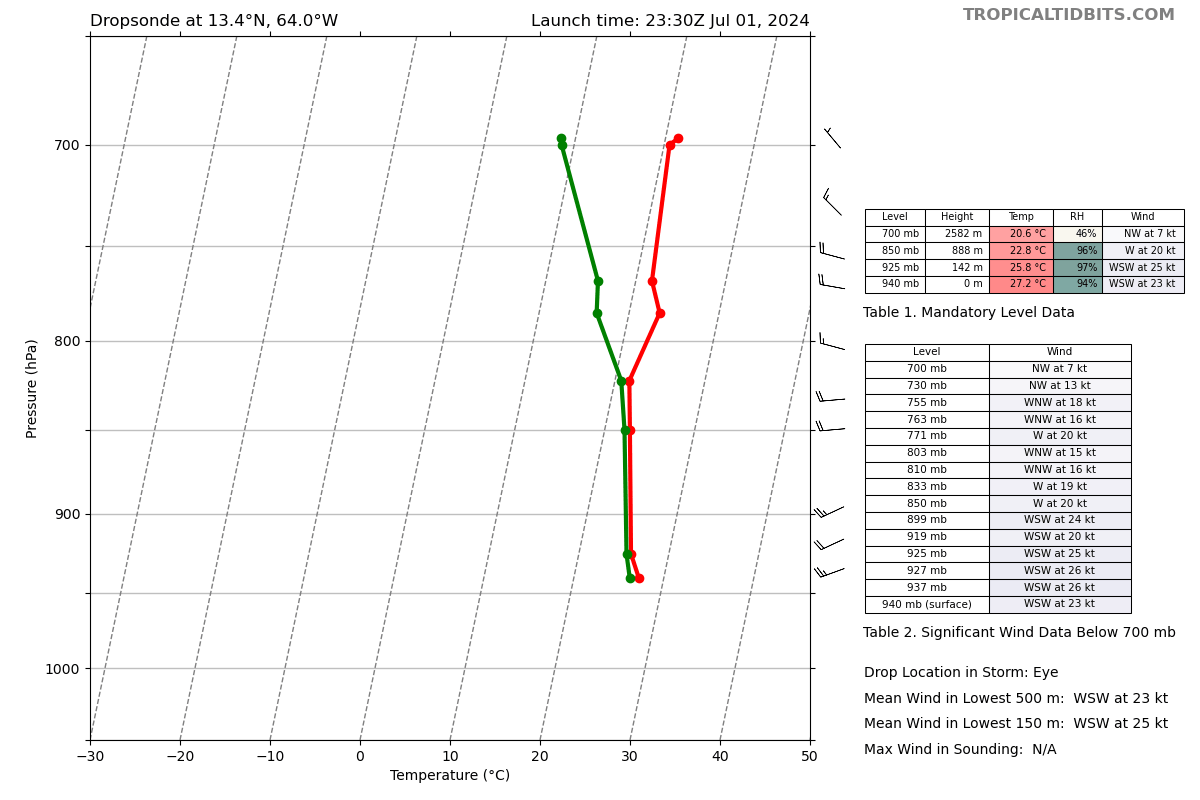 TROPICALTIDBITS.COM
Dropsonde at 13.4°N, 64.0°W Launch time: 23:30Z Jul 01, 2024
700
800
900
1000
Pressure (hPa)
−30 −20 −10 0 10 20 30 40 50
Temperature (°C)
Level Height Temp RH Wind
700 mb 2582 m 20.6 °C 46% NW at 7 kt
850 mb 888 m 22.8 °C 96% W at 20 kt
925 mb 142 m 25.8 °C 97% WSW at 25 kt
940 mb 0 m 27.2 °C 94% WSW at 23 kt
Table 1. Mandatory Level Data
Level Wind
700 mb NW at 7 kt
730 mb NW at 13 kt
755 mb WNW at 18 kt
763 mb WNW at 16 kt
771 mb W at 20 kt
803 mb WNW at 15 kt
810 mb WNW at 16 kt
833 mb W at 19 kt
850 mb W at 20 kt
899 mb WSW at 24 kt
919 mb WSW at 20 kt
925 mb WSW at 25 kt
927 mb WSW at 26 kt
937 mb WSW at 26 kt
940 mb (surface) WSW at 23 kt
Table 2. Significant Wind Data Below 700 mb
Drop Location in Storm: Eye
Mean Wind in Lowest 500 m: WSW at 23 kt
Mean Wind in Lowest 150 m: WSW at 25 kt
Max Wind in Sounding: N/A